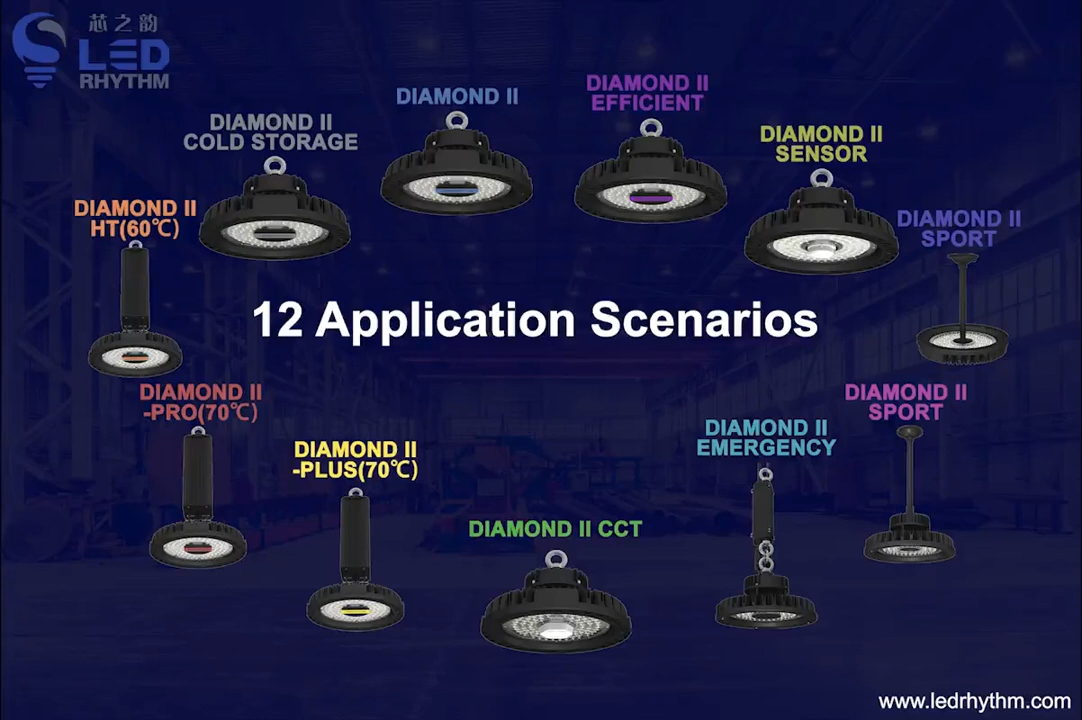 芯之韵
LED
RHYTHM
DIAMOND II
DIAMOND II
EFFICIENT
DIAMOND II
COLD STORAGE
DIAMOND II
SENSOR
DIAMOND II
HT(60℃)
DIAMOND II
SPORT
12 Application Scenarios
DIAMOND II
-PRO(70℃)
DIAMOND II
SPORT
DIAMOND II
-PLUS(70℃)
DIAMOND II
EMERGENCY
DIAMOND II CCT
www.ledrhythm.com